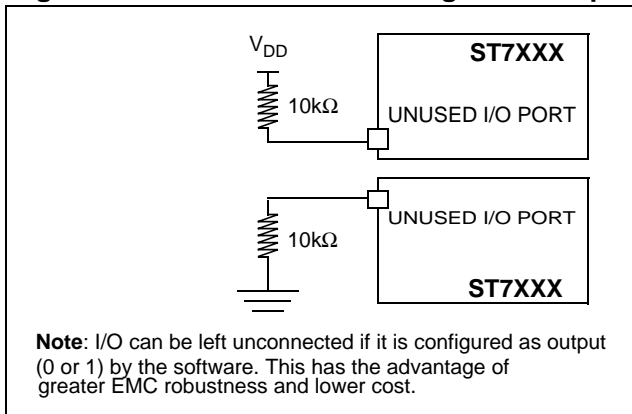 V_DD
ST7XXX
10kΩ
UNUSED I/O PORT
UNUSED I/O PORT
10kΩ
ST7XXX
Note: I/O can be left unconnected if it is configured as output
(0 or 1) by the software. This has the advantage of
greater EMC robustness and lower cost.